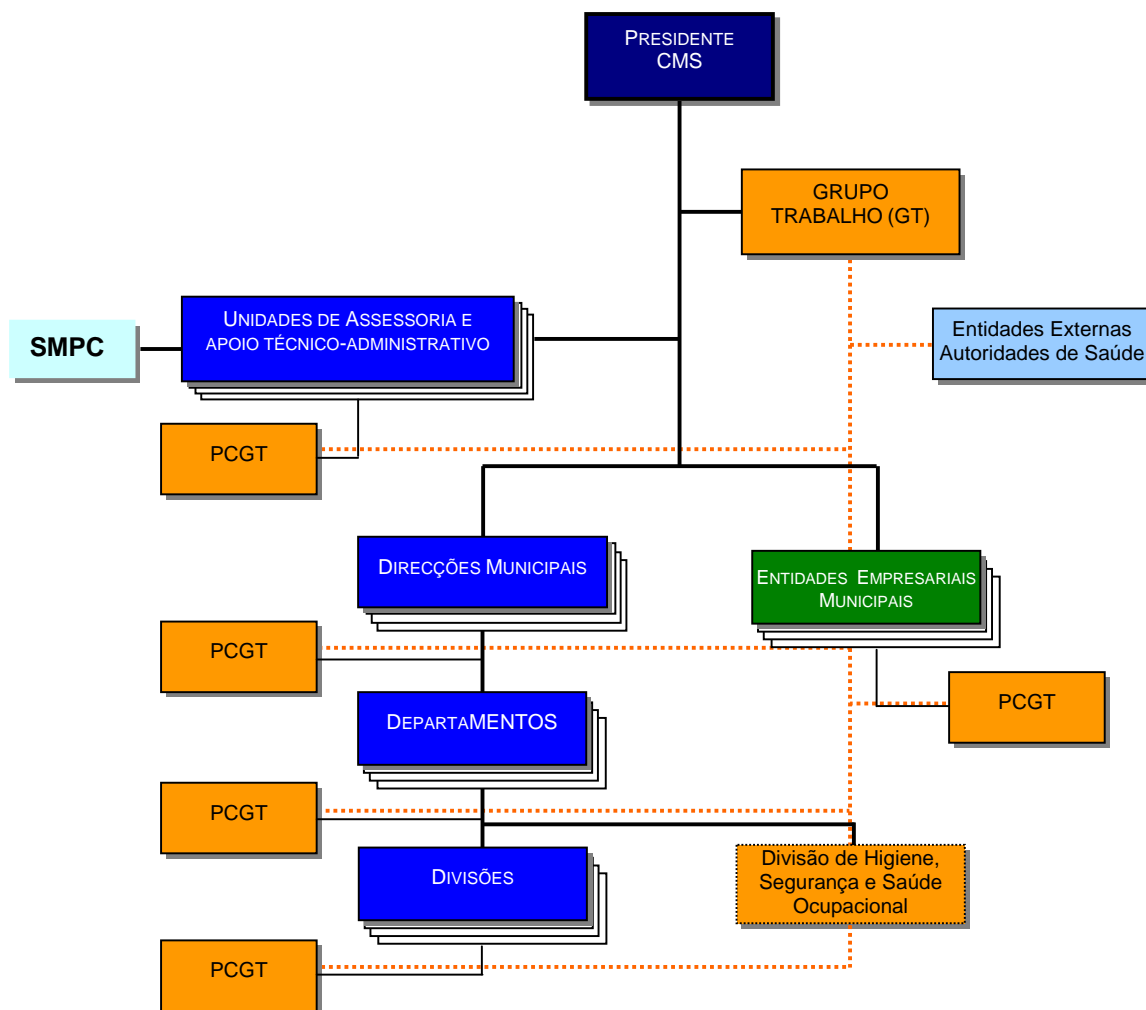 PRESIDENTE
CMS
GRUPO
TRABALHO (GT)
UNIDADES DE ASSESSORIA E
APOIO TÉCNICO-ADMINISTRATIVO
SMPC
Entidades Externas
Autoridades de Saúde
PCGT
DIRECÇÕES MUNICIPAIS
ENTIDADES EMPRESARIAIS
MUNICIPAIS
PCGT
PCGT
DEPARTAMENTOS
PCGT
DIVISÕES
Divisão de Higiene,
Segurança e Saúde
Ocupacional
PCGT